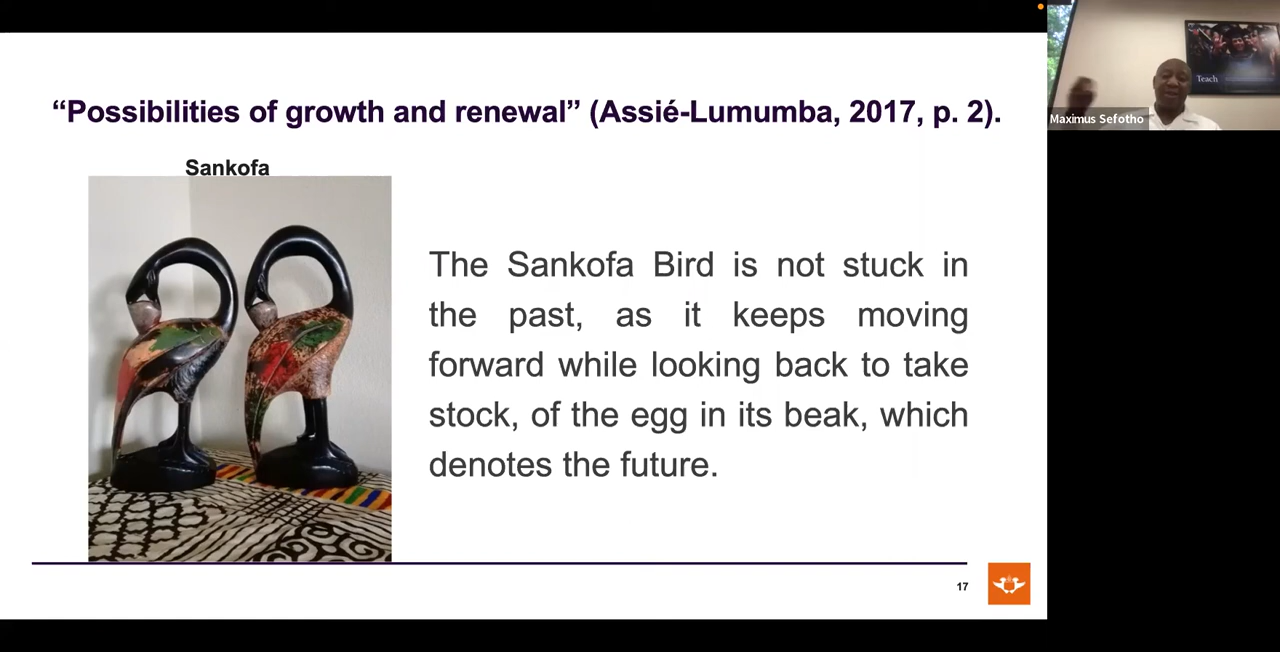 “Possibilities of growth and renewal” (Assié-Lumumba, 2017, p. 2).
Sankofa
The Sankofa Bird is not stuck in
the past, as it keeps moving
forward while looking back to take
stock, of the egg in its beak, which
denotes the future.
17
Teach
Maximus Sefotho